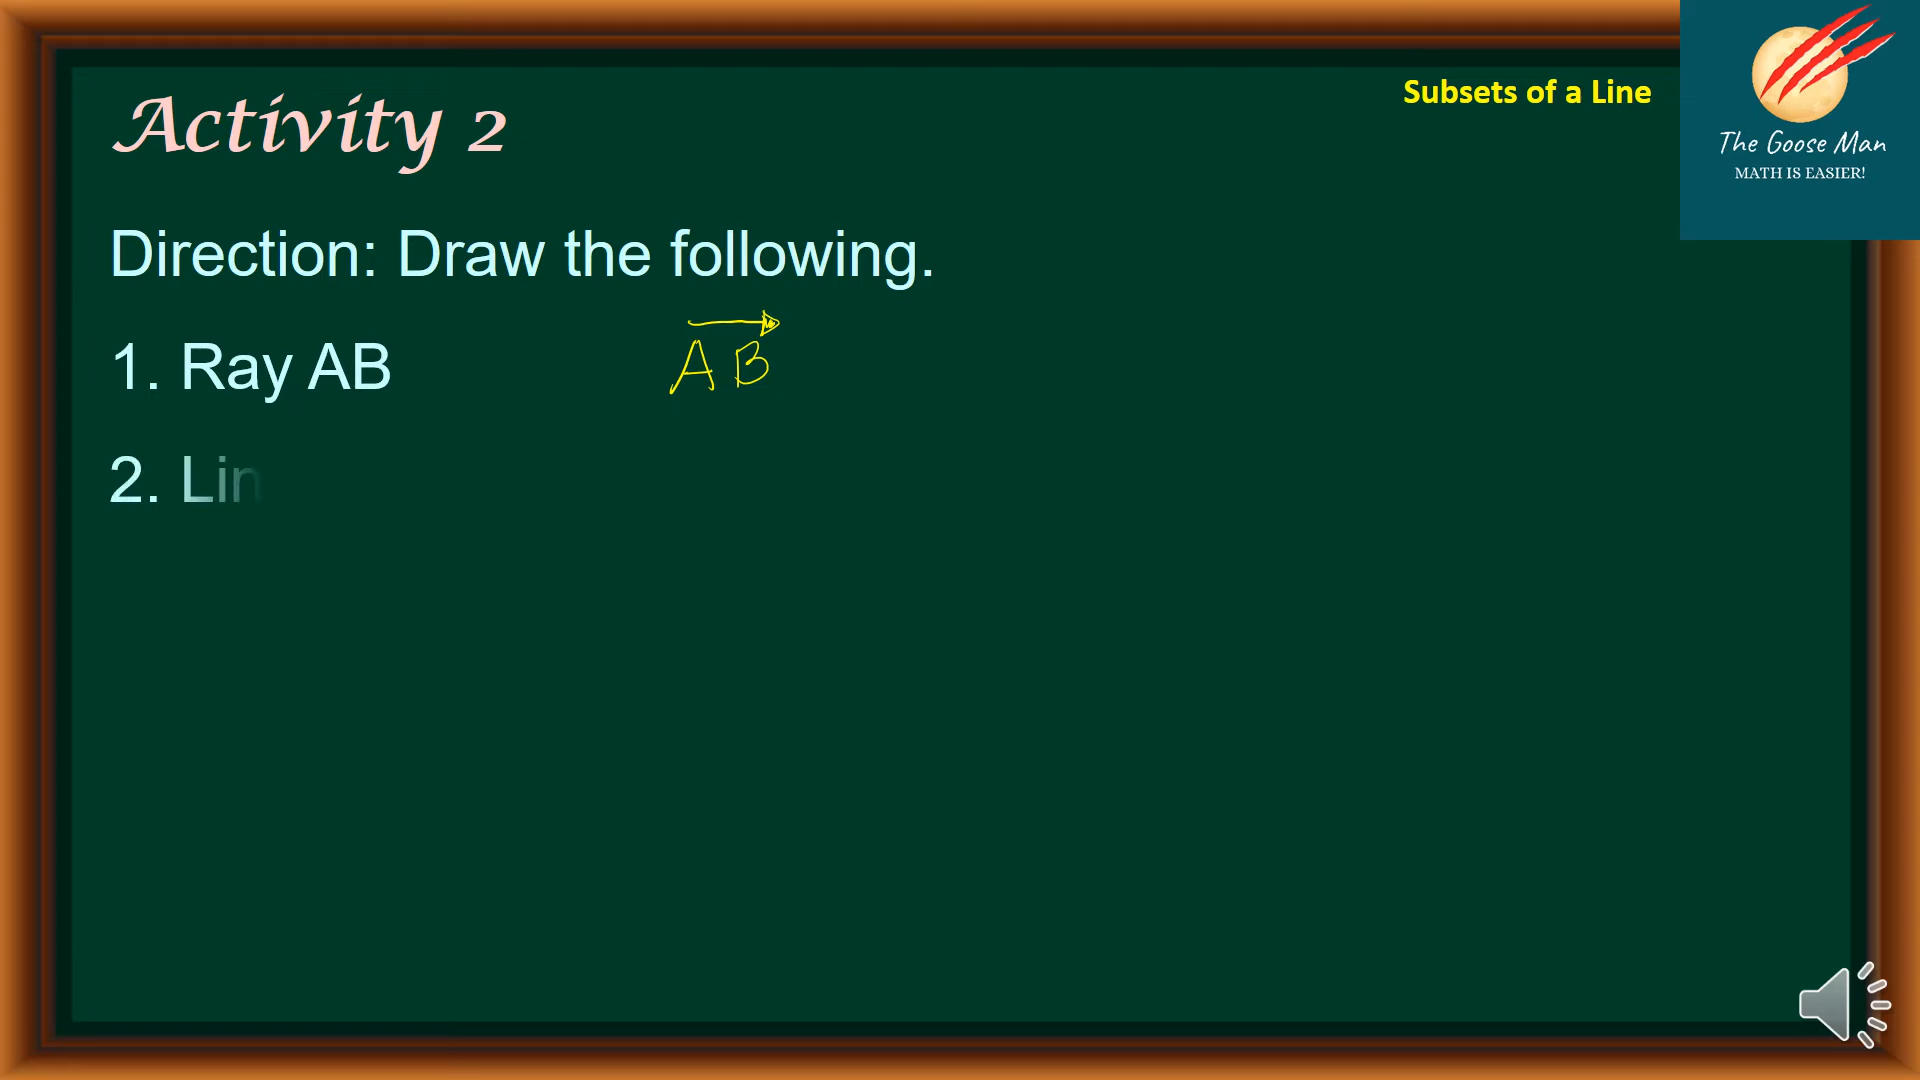 Activity 2
Subsets of a Line
The Goose Man
MATH IS EASIER!
Direction: Draw the following.
1. Ray AB
AB
2. Lin